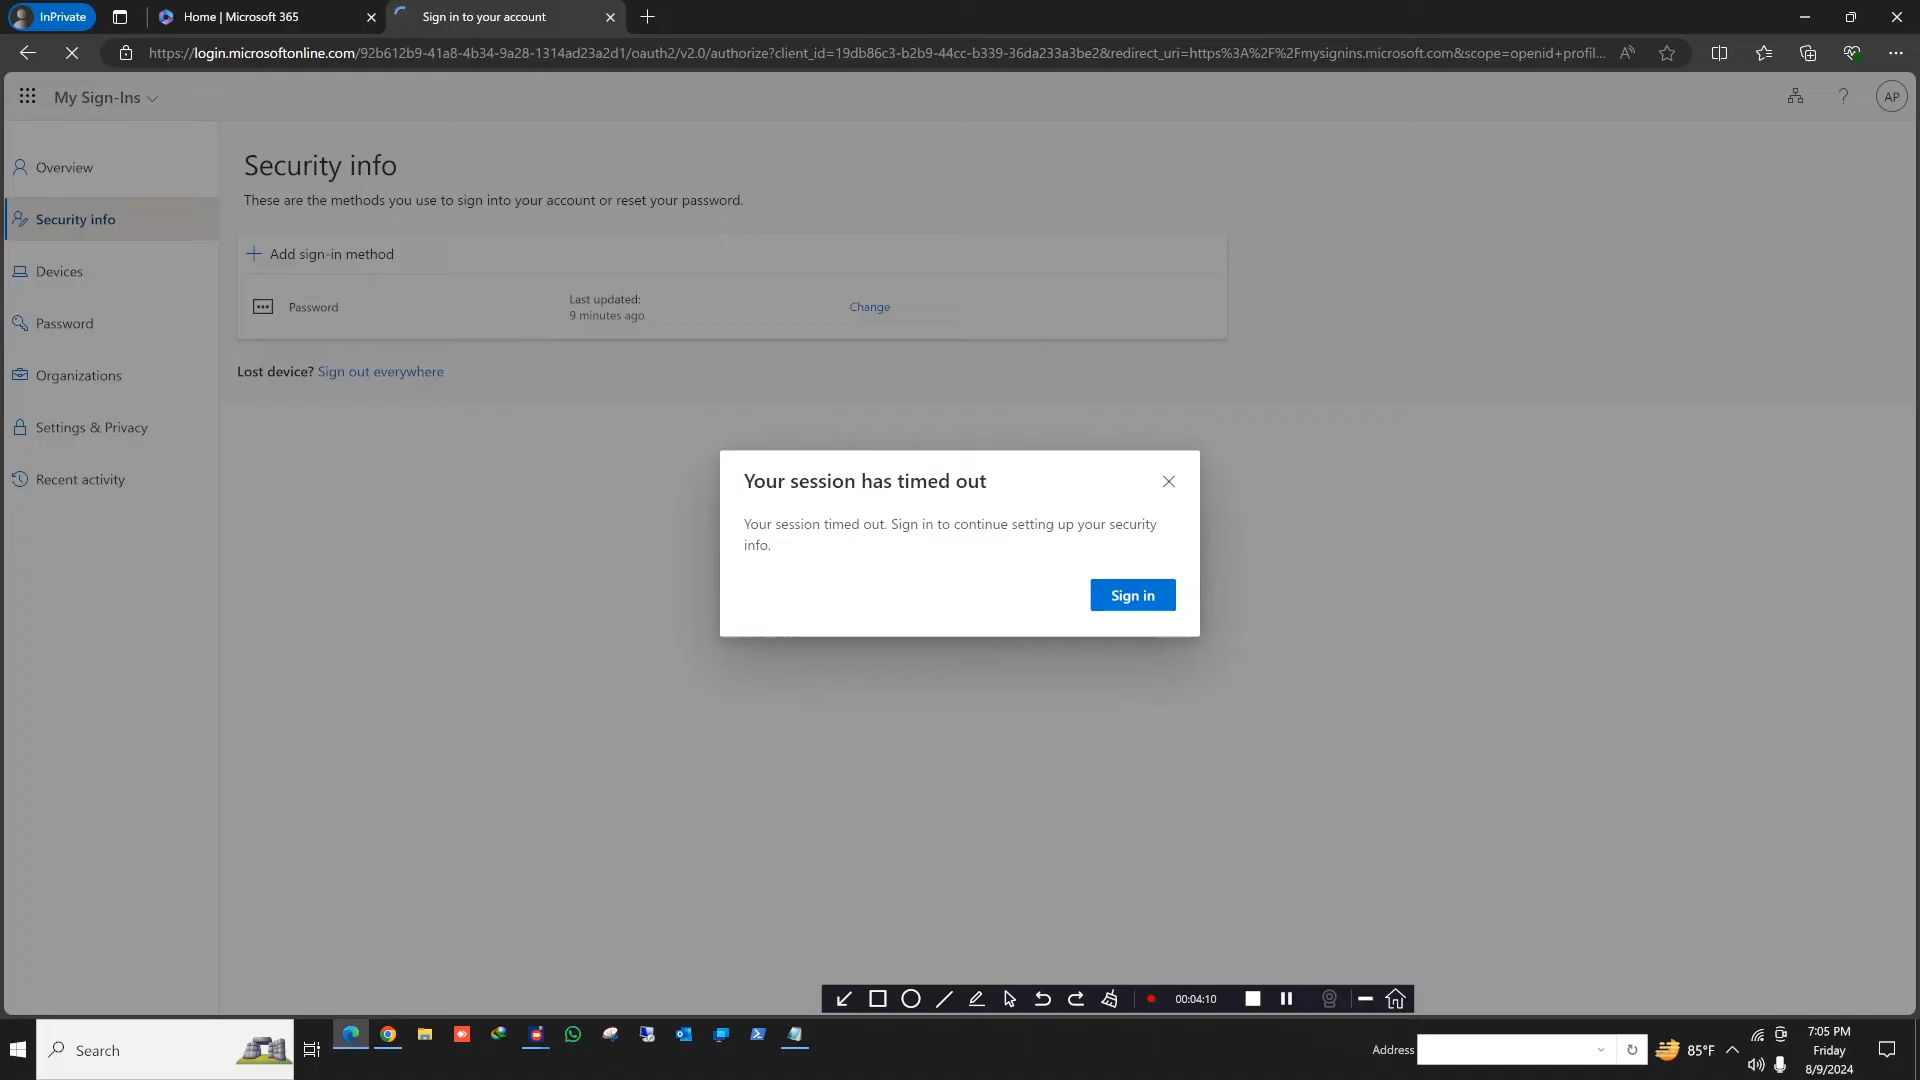 InPrivate
Home | Microsoft 365
Sign in to your account
https://login.microsoftonline.com/92b612b9-41a8-4b34-9a28-1314ad23a2d1/oauth2/v2.0/authorize?client_id=19db86c3-b2b9-44cc-b339-36da233a3be2&redirect_uri=https%3A%2F%2Fmysignins.microsoft.com&scope=openid+profil...
My Sign-Ins
AP
Overview
Security info
Devices
Password
Organizations
Settings & Privacy
Recent activity
Security info
These are the methods you use to sign into your account or reset your password.
Add sign-in method
Password
Last updated:
9 minutes ago
Change
Lost device? Sign out everywhere
Your session has timed out
Your session timed out. Sign in to continue setting up your security
info.
Sign in
00:04:10
Search
Address
85°F
7:05 PM
Friday
8/9/2024